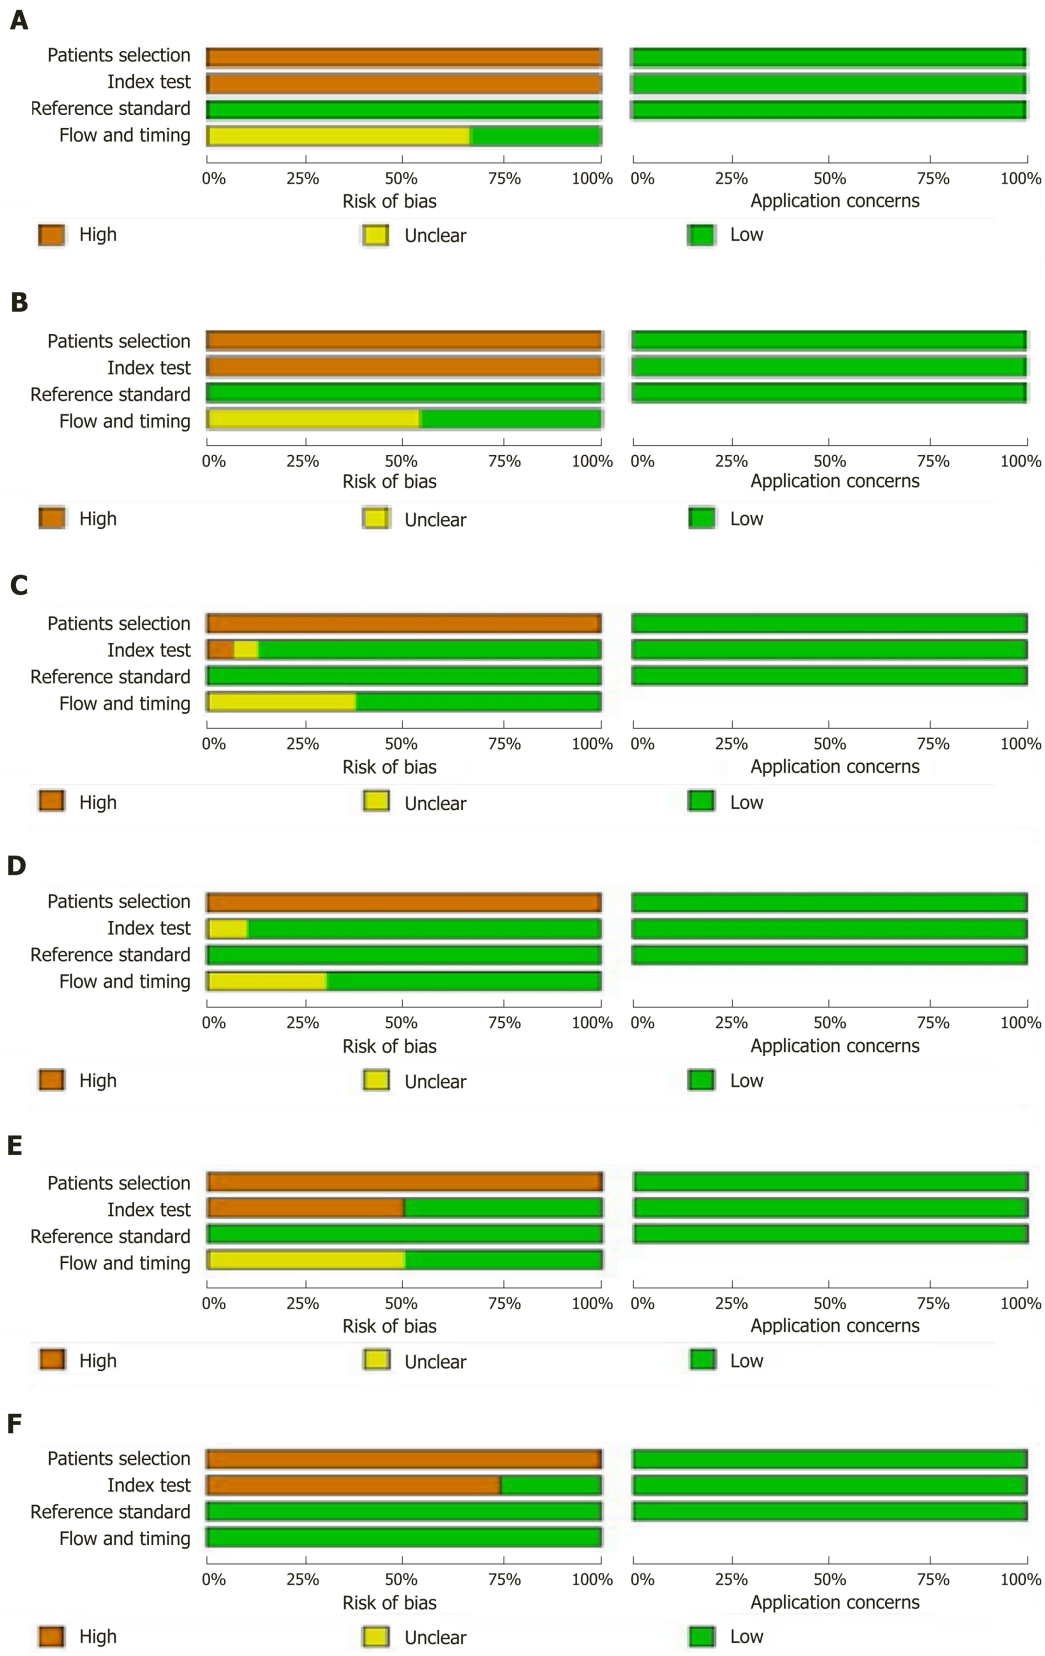 A
Patients selection
Index test
Reference standard
Flow and timing
0% 25% 50% 75% 100% 0% 25% 50% 75% 100%
Risk of bias Application concerns
High Unclear Low
B
Patients selection
Index test
Reference standard
Flow and timing
0% 25% 50% 75% 100% 0% 25% 50% 75% 100%
Risk of bias Application concerns
High Unclear Low
C
Patients selection
Index test
Reference standard
Flow and timing
0% 25% 50% 75% 100% 0% 25% 50% 75% 100%
Risk of bias Application concerns
High Unclear Low
D
Patients selection
Index test
Reference standard
Flow and timing
0% 25% 50% 75% 100% 0% 25% 50% 75% 100%
Risk of bias Application concerns
High Unclear Low
E
Patients selection
Index test
Reference standard
Flow and timing
0% 25% 50% 75% 100% 0% 25% 50% 75% 100%
Risk of bias Application concerns
High Unclear Low
F
Patients selection
Index test
Reference standard
Flow and timing
0% 25% 50% 75% 100% 0% 25% 50% 75% 100%
Risk of bias Application concerns
High Unclear Low